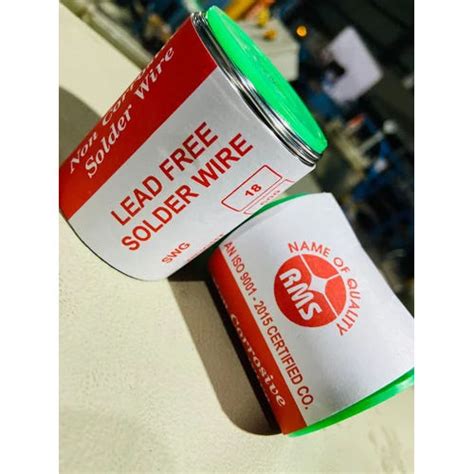 Non Corrosive
Solder Wire
LEAD FREE
SOLDER WIRE
SWG
18
NAME OF QUALITY
RMS
AN ISO 9001 - 2015 CERTIFIED CO.
Corrosive